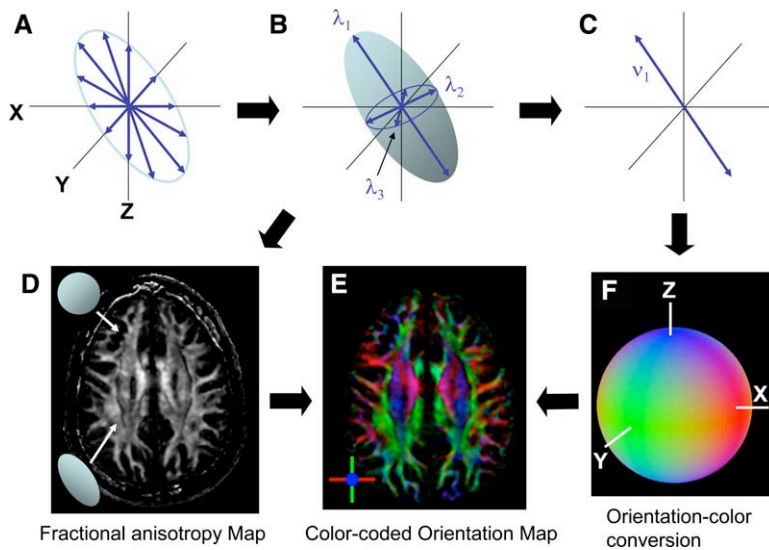 A
B
C
X
Y
Z
λ1
λ2
λ3
ν1
D
E
F
Z
X
Y
Fractional anisotropy Map
Color-coded Orientation Map
Orientation-color
conversion